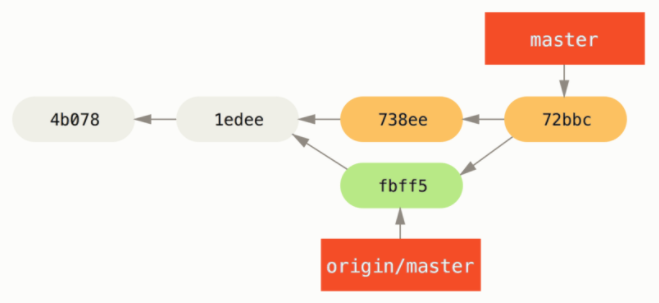 master
4b078
1edee
738ee
72bbc
fbff5
origin/master